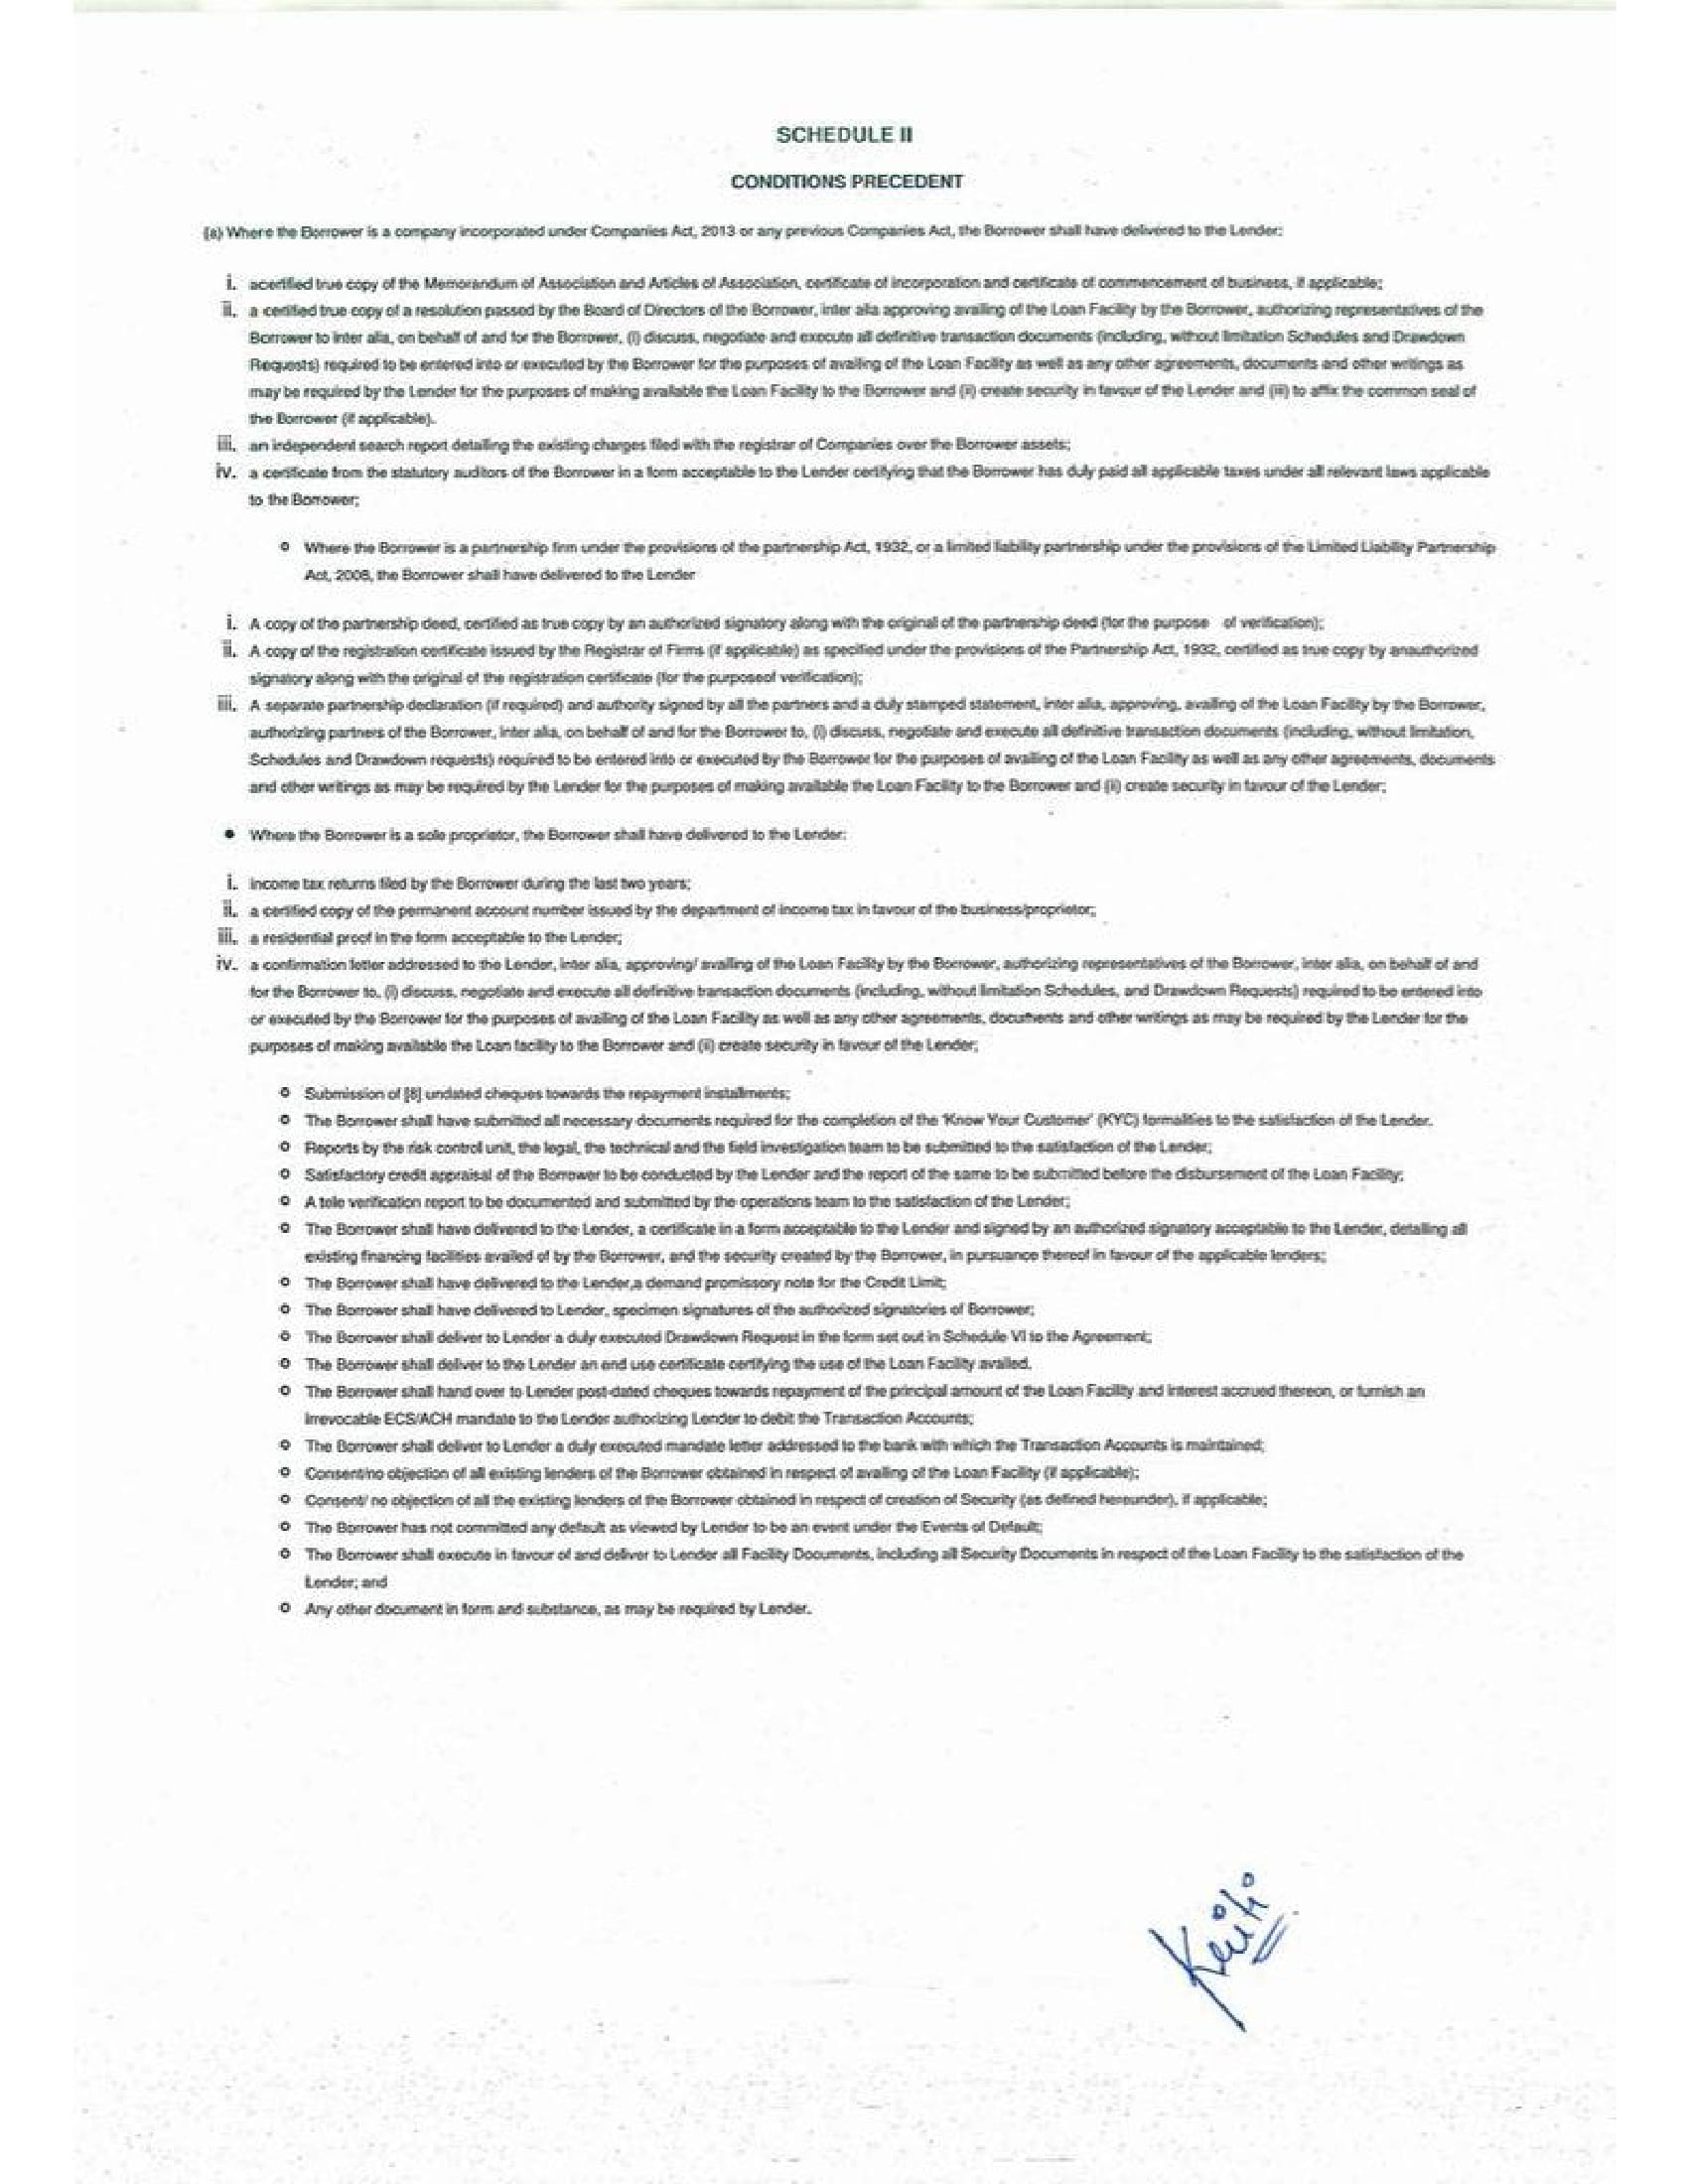 SCHEDULE II
CONDITIONS PRECEDENT
(a) Where the Borrower is a company incorporated under Companies Act, 2013 or any previous Companies Act, the Borrower shall have delivered to the Lender:
i. acertified true copy of the Memorandum of Association and Articles of Association, certificate of incorporation and certificate of commencement of business, if applicable;
ii. a certified true copy of a resolution passed by the Board of Directors of the Borrower, inter alia approving availing of the Loan Facility by the Borrower, authorizing representatives of the
Borrower to inter alia, on behalf of and for the Borrower, (i) discuss, negotiate and execute all definitive transaction documents (including, without limitation Schedules and Drawdown
Requests) required to be entered into or executed by the Borrower for the purposes of availing of the Loan Facility as well as any other agreements, documents and other writings as
may be required by the Lender for the purposes of making available the Loan Facility to the Borrower and (ii) create security in favour of the Lender and (iii) to affix the common seal of
the Borrower (if applicable).
iii. an independent search report detailing the existing charges filed with the registrar of Companies over the Borrower assets;
iv. a certificate from the statutory auditors of the Borrower in a form acceptable to the Lender certifying that the Borrower has duly paid all applicable taxes under all relevant laws applicable
to the Borrower;
o Where the Borrower is a partnership firm under the provisions of the partnership Act, 1932, or a limited liability partnership under the provisions of the Limited Liability Partnership
Act, 2008, the Borrower shall have delivered to the Lender
i. A copy of the partnership deed, certified as true copy by an authorized signatory along with the original of the partnership deed (for the purpose of verification);
ii. A copy of the registration certificate issued by the Registrar of Firms (if applicable) as specified under the provisions of the Partnership Act, 1932, certified as true copy by anauthorized
signatory along with the original of the registration certificate (for the purposeof verification);
iii. A separate partnership declaration (if required) and authority signed by all the partners and a duly stamped statement, inter alia, approving, availing of the Loan Facility by the Borrower,
authorizing partners of the Borrower, inter alia, on behalf of and for the Borrower to, (i) discuss, negotiate and execute all definitive transaction documents (including, without limitation,
Schedules and Drawdown requests) required to be entered into or executed by the Borrower for the purposes of availing of the Loan Facility as well as any other agreements, documents
and other writings as may be required by the Lender for the purposes of making available the Loan Facility to the Borrower and (ii) create security in favour of the Lender;
• Where the Borrower is a sole proprietor, the Borrower shall have delivered to the Lender:
i. income tax returns filed by the Borrower during the last two years;
ii. a certified copy of the permanent account number issued by the department of income tax in favour of the business/proprietor;
iii. a residential proof in the form acceptable to the Lender;
iv. a confirmation letter addressed to the Lender, inter alia, approving/ availing of the Loan Facility by the Borrower, authorizing representatives of the Borrower, inter alia, on behalf of and
for the Borrower to, (i) discuss, negotiate and execute all definitive transaction documents (including, without limitation Schedules, and Drawdown Requests) required to be entered into
or executed by the Borrower for the purposes of availing of the Loan Facility as well as any other agreements, documents and other writings as may be required by the Lender for the
purposes of making available the Loan facility to the Borrower and (ii) create security in favour of the Lender;
o Submission of [8] undated cheques towards the repayment installments;
o The Borrower shall have submitted all necessary documents required for the completion of the 'Know Your Customer' (KYC) formalities to the satisfaction of the Lender.
o Reports by the risk control unit, the legal, the technical and the field investigation team to be submitted to the satisfaction of the Lender;
o Satisfactory credit appraisal of the Borrower to be conducted by the Lender and the report of the same to be submitted before the disbursement of the Loan Facility;
o A tele verification report to be documented and submitted by the operations team to the satisfaction of the Lender;
o The Borrower shall have delivered to the Lender, a certificate in a form acceptable to the Lender and signed by an authorized signatory acceptable to the Lender, detailing all
existing financing facilities availed of by the Borrower, and the security created by the Borrower, in pursuance thereof in favour of the applicable lenders;
o The Borrower shall have delivered to the Lender,a demand promissory note for the Credit Limit;
o The Borrower shall have delivered to Lender, specimen signatures of the authorized signatories of Borrower;
o The Borrower shall deliver to Lender a duly executed Drawdown Request in the form set out in Schedule VI to the Agreement;
o The Borrower shall deliver to the Lender an end use certificate certifying the use of the Loan Facility availed.
o The Borrower shall hand over to Lender post-dated cheques towards repayment of the principal amount of the Loan Facility and interest accrued thereon, or furnish an
irrevocable ECS/ACH mandate to the Lender authorizing Lender to debit the Transaction Accounts;
o The Borrower shall deliver to Lender a duly executed mandate letter addressed to the bank with which the Transaction Accounts is maintained;
o Consent/no objection of all existing lenders of the Borrower obtained in respect of availing of the Loan Facility (if applicable);
o Consent/ no objection of all the existing lenders of the Borrower obtained in respect of creation of Security (as defined hereunder), if applicable;
o The Borrower has not committed any default as viewed by Lender to be an event under the Events of Default;
o The Borrower shall execute in favour of and deliver to Lender all Facility Documents, including all Security Documents in respect of the Loan Facility to the satisfaction of the
Lender; and
o Any other document in form and substance, as may be required by Lender.